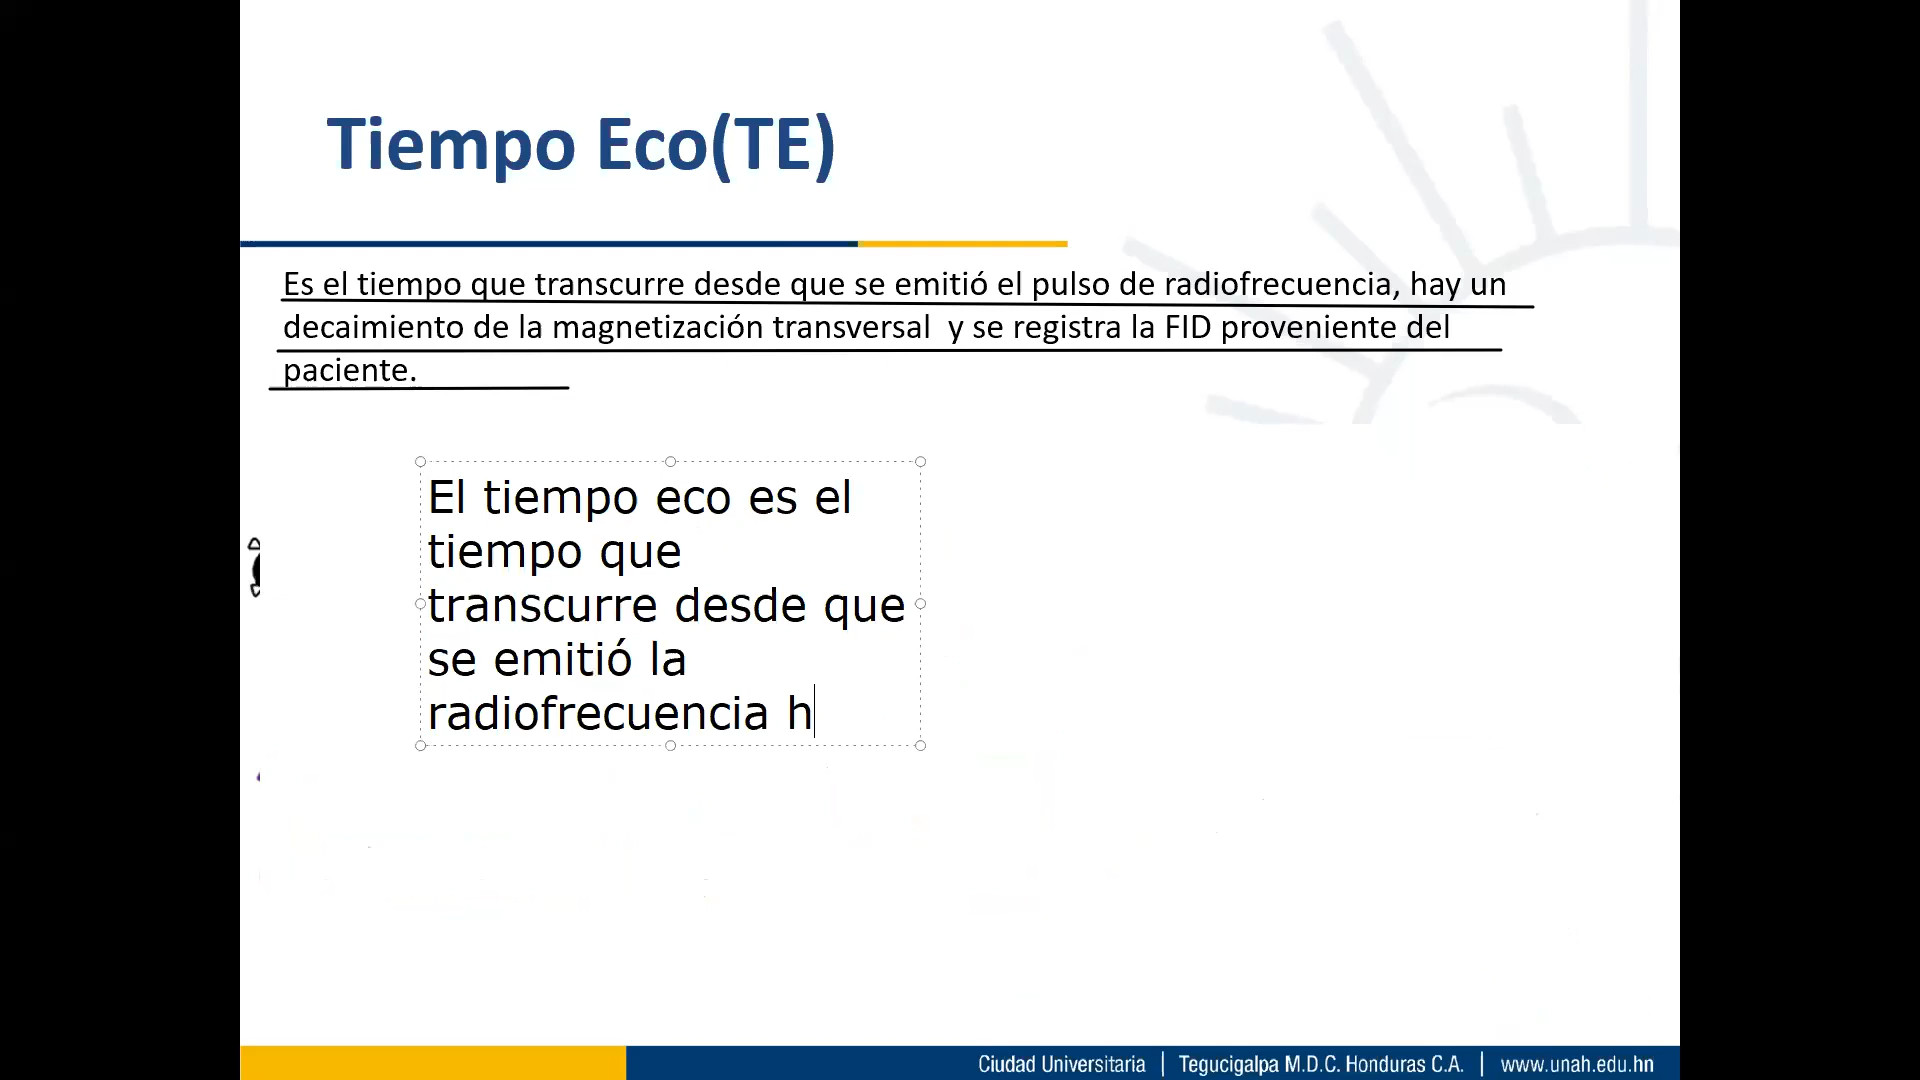 Tiempo Eco(TE)
Es el tiempo que transcurre desde que se emitió el pulso de radiofrecuencia, hay un
decaimiento de la magnetización transversal  y se registra la FID proveniente del
paciente.
El tiempo eco es el
tiempo que
transcurre desde que
se emitió la
radiofrecuencia h
Ciudad Universitaria | Tegucigalpa M.D.C. Honduras C.A. | www.unah.edu.hn